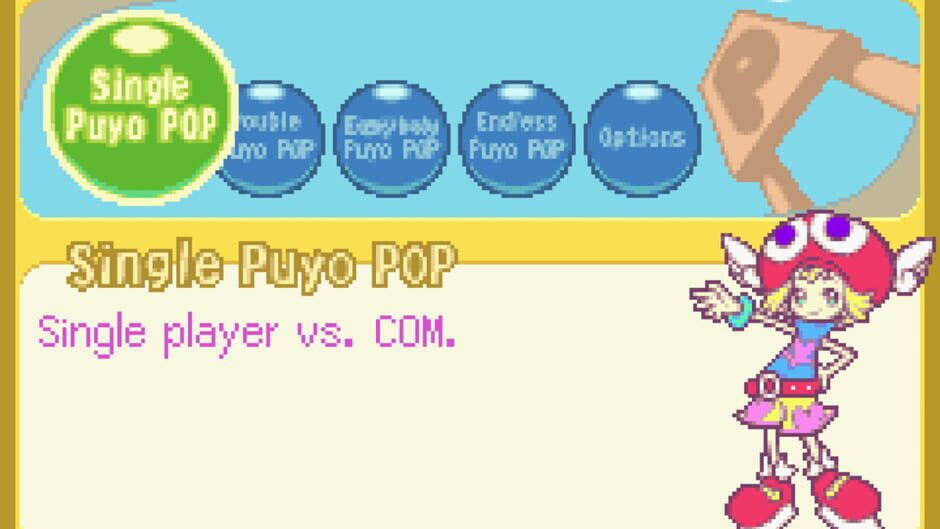 Single
Puyo POP
ouble
uyo POP
Everybody
Puyo POP
Endless
Puyo POP
Options
P
Single Puyo POP
Single player vs. COM.